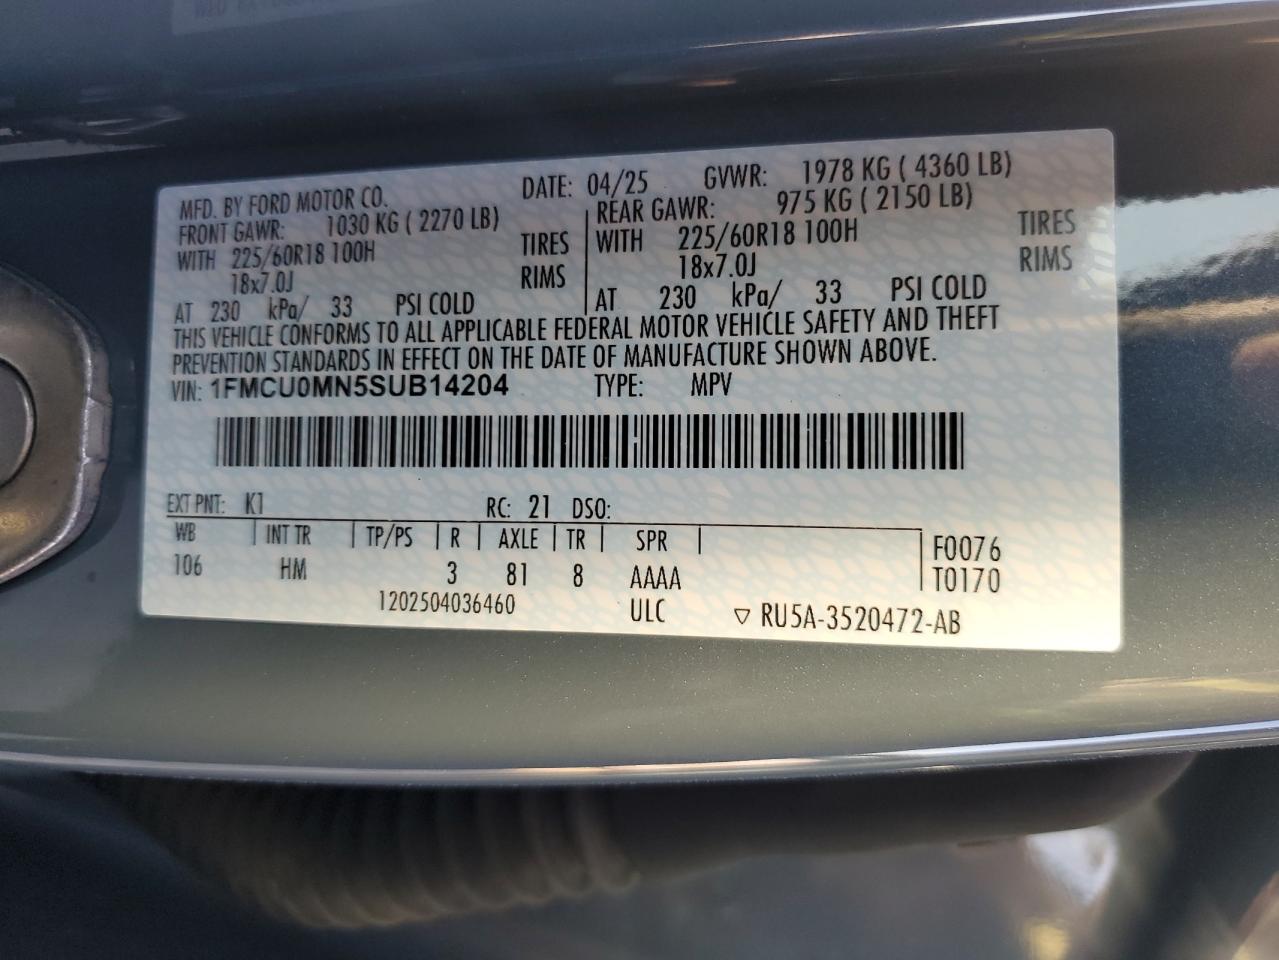 MFD. BY FORD MOTOR CO. DATE: 04/25 GVWR: 1978 KG ( 4360 LB)
FRONT GAWR: 1030 KG ( 2270 LB) REAR GAWR: 975 KG ( 2150 LB)
WITH 225/60R18 100H TIRES WITH 225/60R18 100H TIRES
18x7.0J RIMS 18x7.0J RIMS
AT 230 kPa/ 33 PSI COLD AT 230 kPa/ 33 PSI COLD
THIS VEHICLE CONFORMS TO ALL APPLICABLE FEDERAL MOTOR VEHICLE SAFETY AND THEFT
PREVENTION STANDARDS IN EFFECT ON THE DATE OF MANUFACTURE SHOWN ABOVE.
VIN: 1FMCU0MN5SUB14204 TYPE: MPV
EXT PNT: K1 RC: 21 DSO:
WB INT TR TP/PS R AXLE TR SPR F0076
106 HM 3 81 8 AAAA T0170
1202504036460 ULC ▽ RU5A-3520472-AB